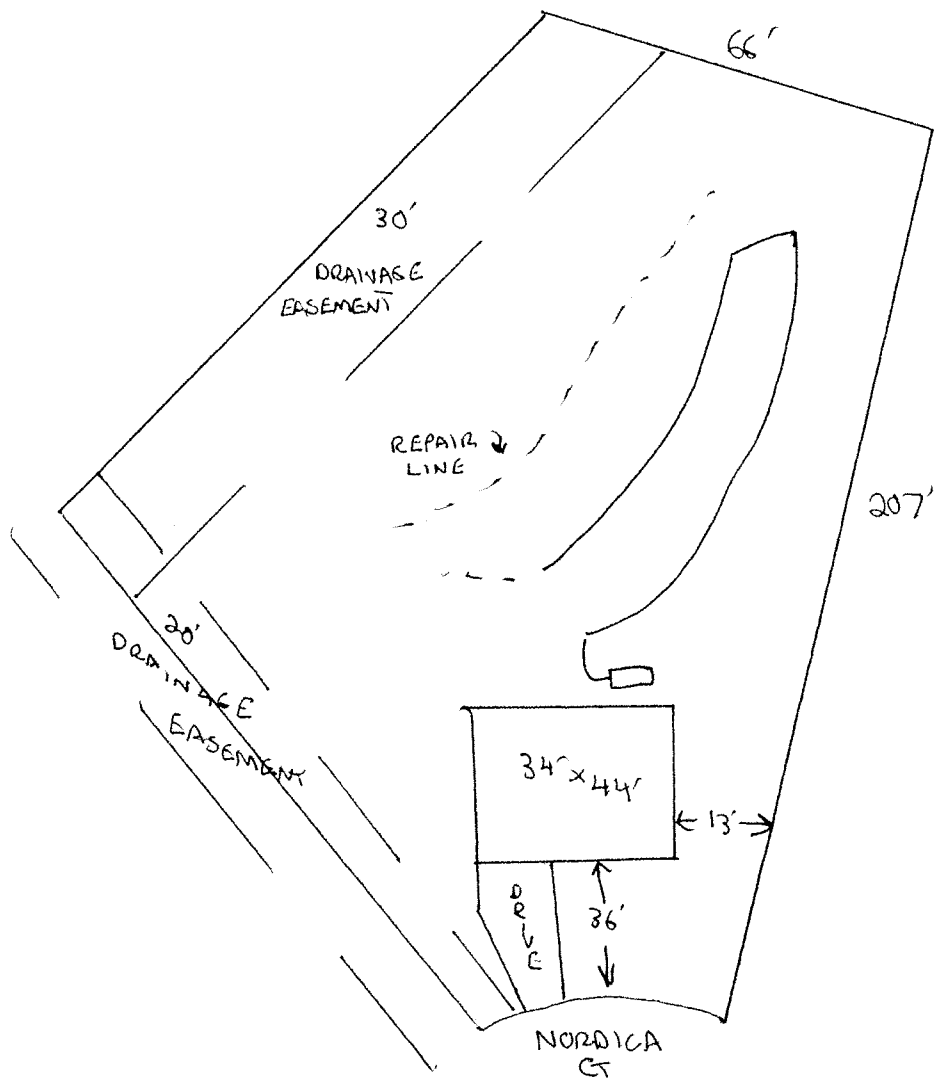 66'
30'
DRAINAGE
EASEMENT
REPAIR
LINE
207'
20'
DRAINAGE
EASEMENT
34' x 44'
13'
DRIVE
36'
NORDICA
CT